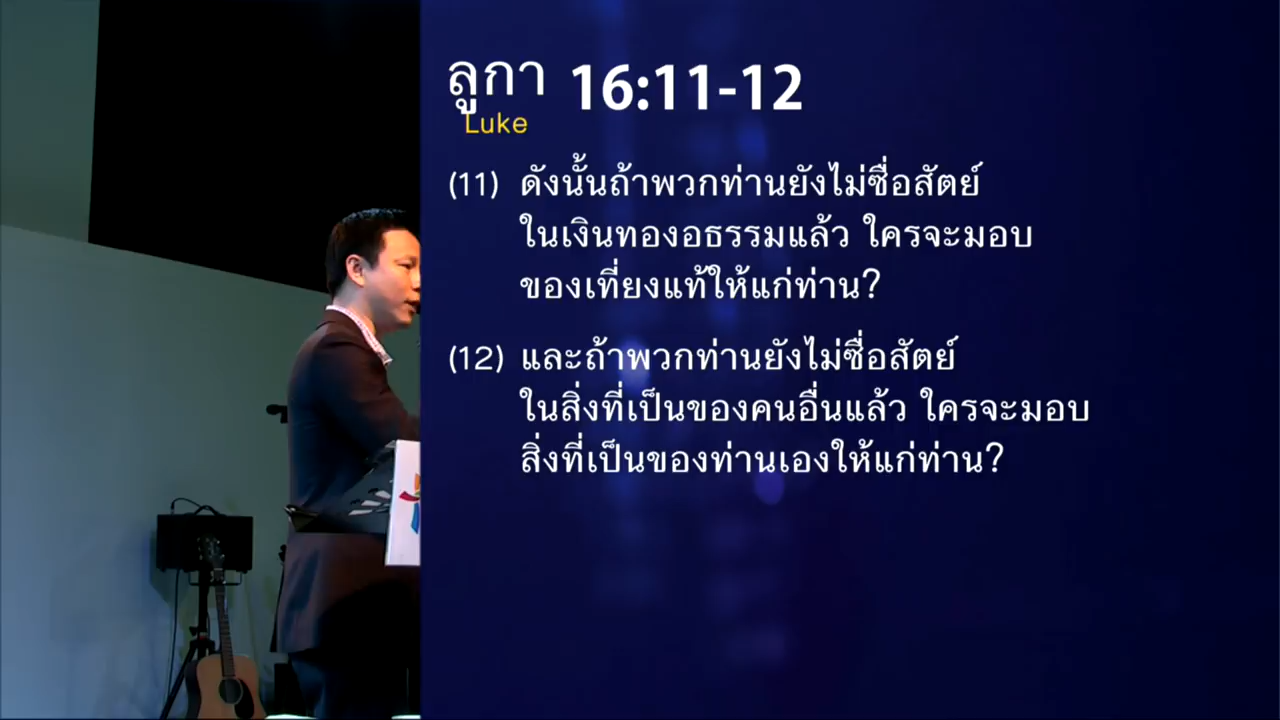 ลูกา 16:11-12
Luke
(11) ดังนั้นถ้าพวกท่านยังไม่ซื่อสัตย์
ในเงินทองอธรรมแล้ว ใครจะมอบ
ของเที่ยงแท้ให้แก่ท่าน?
(12) และถ้าพวกท่านยังไม่ซื่อสัตย์
ในสิ่งที่เป็นของคนอื่นแล้ว ใครจะมอบ
สิ่งที่เป็นของท่านเองให้แก่ท่าน?